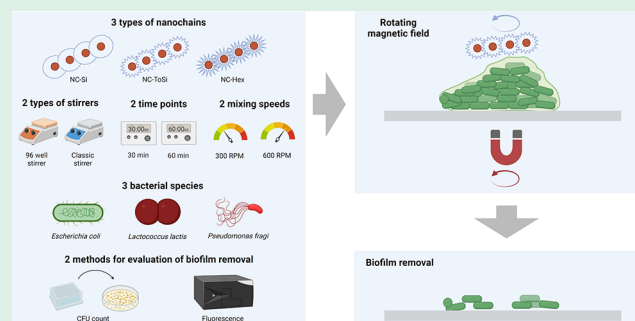 3 types of nanochains
NC-Si
NC-ToSi
NC-Hex
2 types of stirrers
2 time points
2 mixing speeds
30:00
60:00
96 well
stirrer
Classic
stirrer
30 min
60 min
300 RPM
600 RPM
3 bacterial species
Escherichia coli
Lactococcus lactis
Pseudomonas fragi
2 methods for evaluation of biofilm removal
CFU count
Fluorescence
Rotating
magnetic field
Biofilm removal